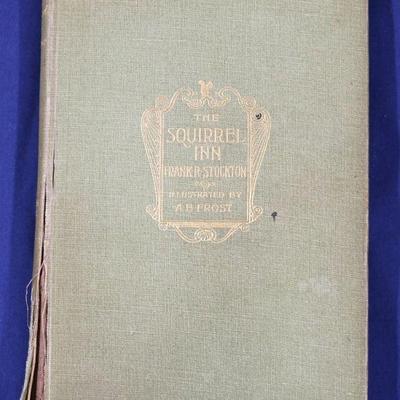 THE
SQUIRREL
INN
FRANK·R·STOCKTON
ILLUSTRATED BY
A·B·FROST